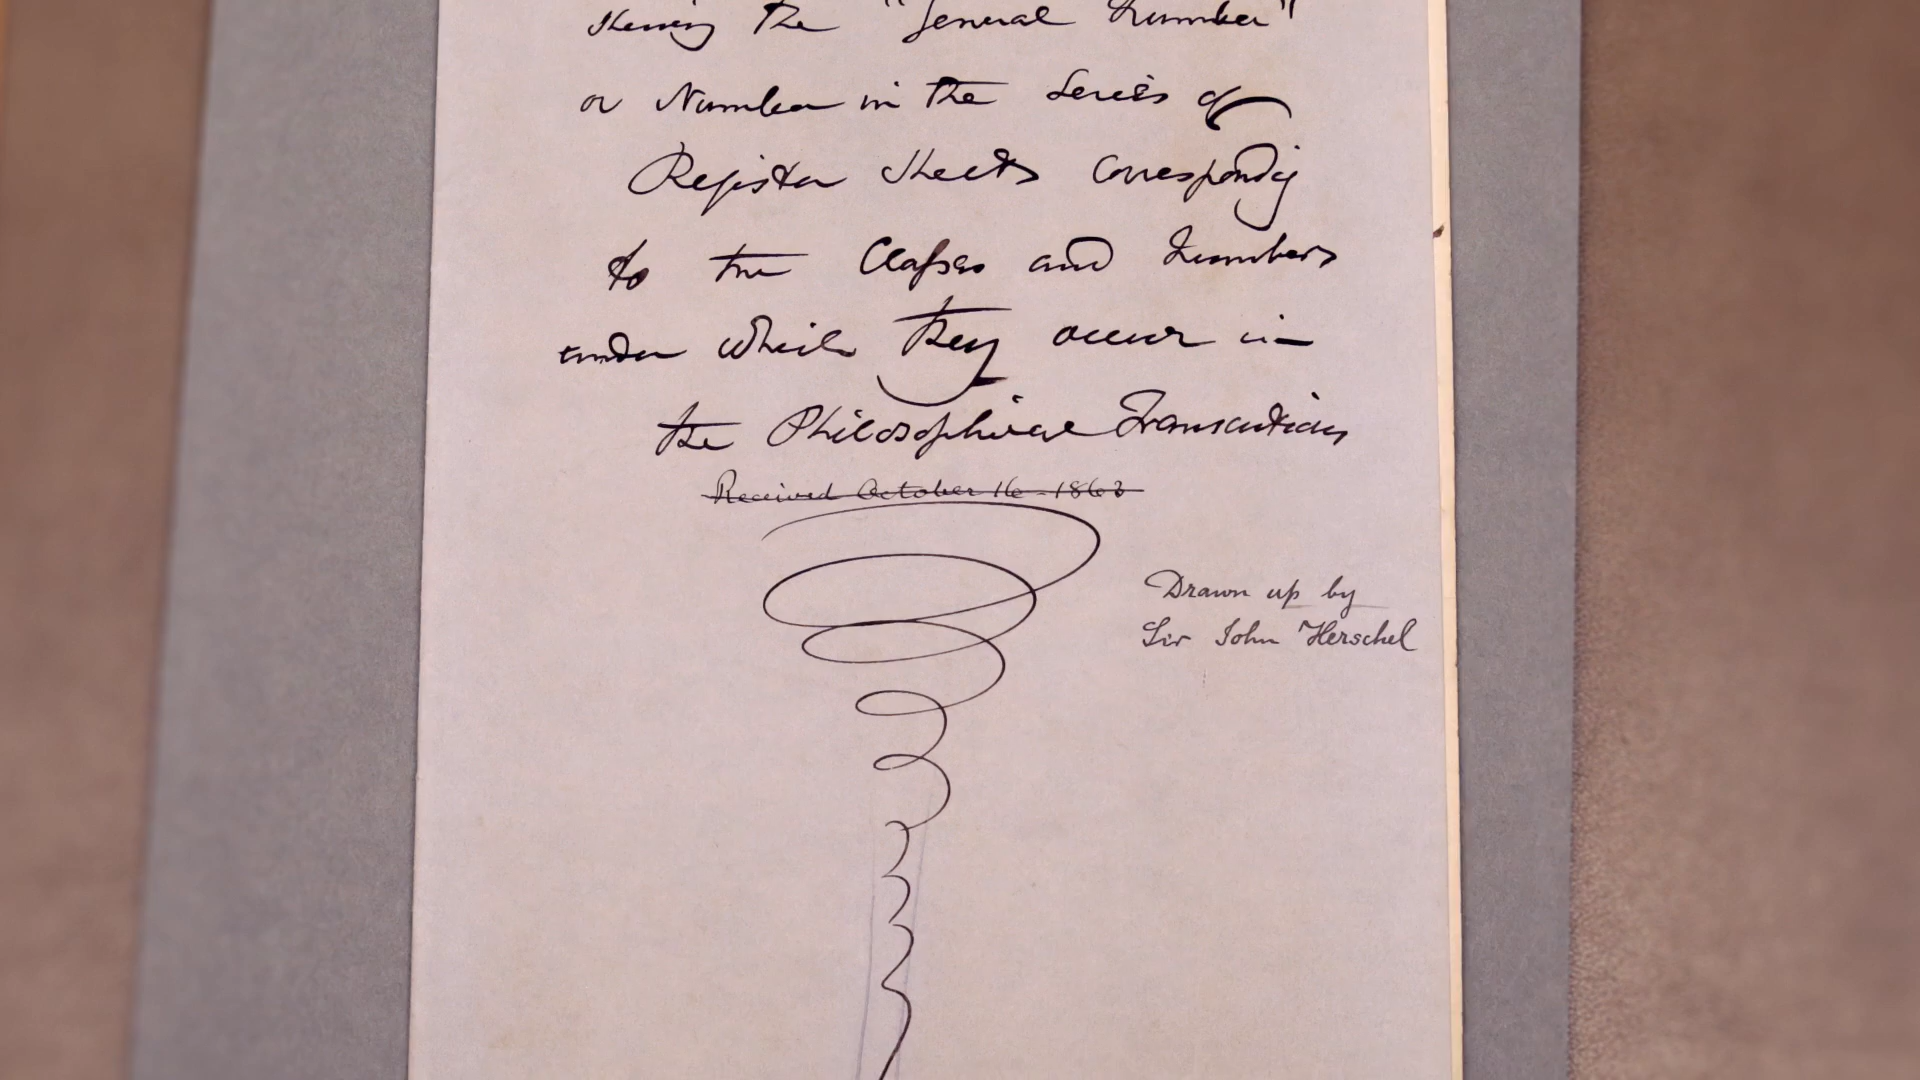 shewing the "General Number"
or Number in the Series of
Register Sheets correspondg
to the Classes and Numbers
under which they occur in
the Philosophical Transactions
Received October 16 - 1863
Drawn up by
Sir John Herschel